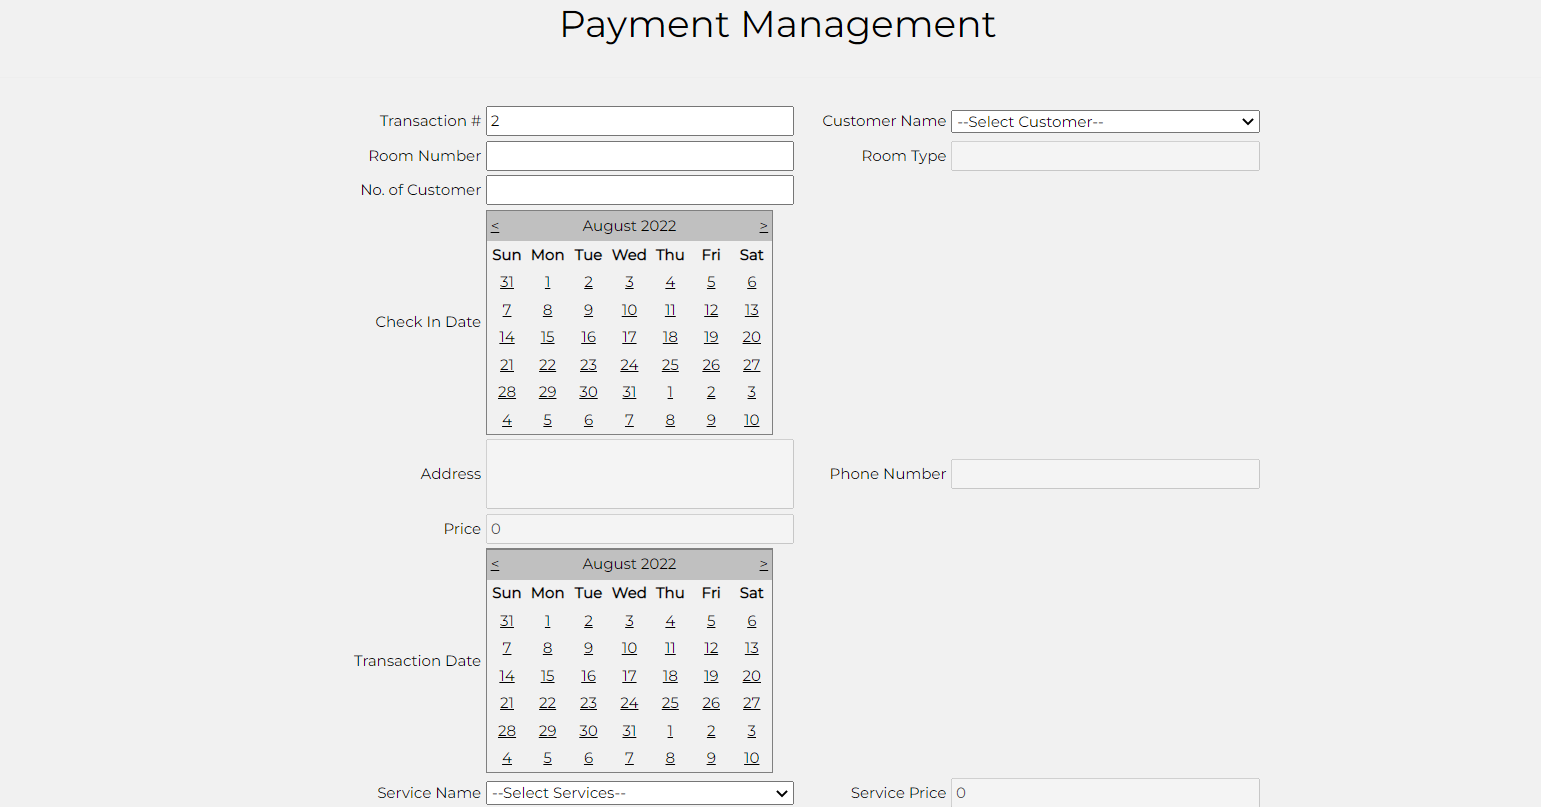 Payment Management
Transaction # 2 Customer Name --Select Customer--
Room Number Room Type
No. of Customer
< August 2022 >
Sun Mon Tue Wed Thu Fri Sat
31 1 2 3 4 5 6
7 8 9 10 11 12 13
Check In Date
14 15 16 17 18 19 20
21 22 23 24 25 26 27
28 29 30 31 1 2 3
4 5 6 7 8 9 10
Address Phone Number
Price 0
< August 2022 >
Sun Mon Tue Wed Thu Fri Sat
31 1 2 3 4 5 6
7 8 9 10 11 12 13
Transaction Date
14 15 16 17 18 19 20
21 22 23 24 25 26 27
28 29 30 31 1 2 3
4 5 6 7 8 9 10
Service Name --Select Services-- Service Price 0